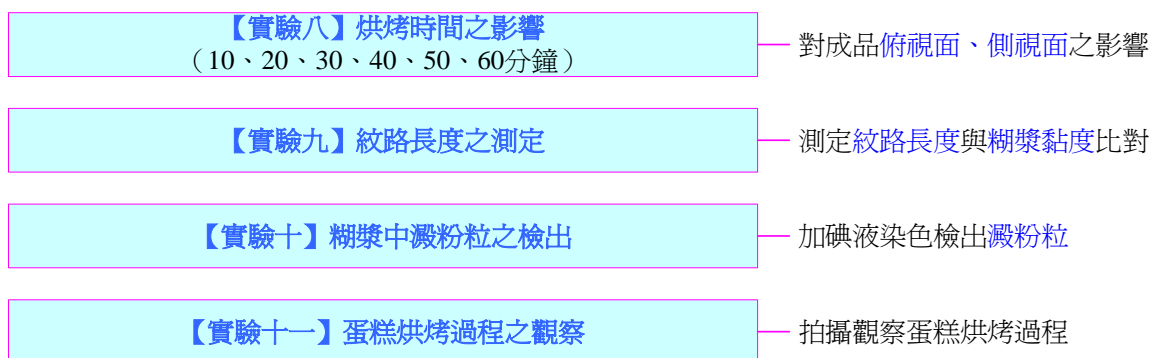 【實驗八】烘烤時間之影響
（10、20、30、40、50、60分鐘）
對成品俯視面、側視面之影響
【實驗九】紋路長度之測定
測定紋路長度與糊漿黏度比對
【實驗十】糊漿中澱粉粒之檢出
加碘液染色檢出澱粉粒
【實驗十一】蛋糕烘烤過程之觀察
拍攝觀察蛋糕烘烤過程